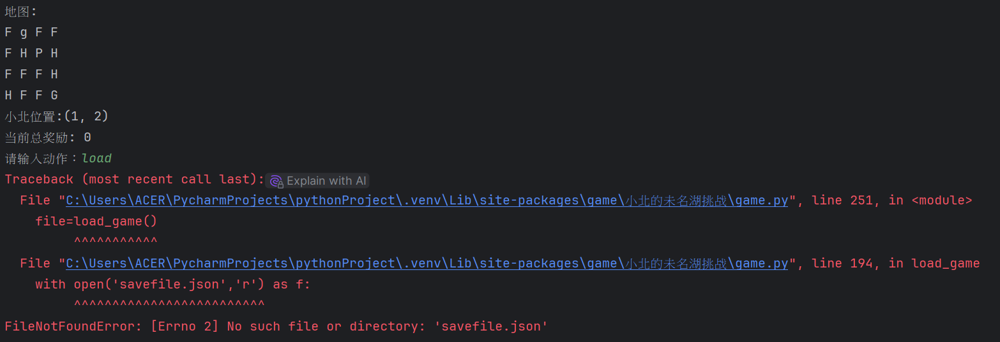 地图:
F g F F
F H P H
F F F H
H F F G
小北位置:(1, 2)
当前总奖励: 0
请输入动作：load
Traceback (most recent call last): Explain with AI
  File "C:\Users\ACER\PycharmProjects\pythonProject\.venv\Lib\site-packages\game\小北的未名湖挑战\game.py", line 251, in <module>
    file=load_game()
         ^^^^^^^^^^^
  File "C:\Users\ACER\PycharmProjects\pythonProject\.venv\Lib\site-packages\game\小北的未名湖挑战\game.py", line 194, in load_game
    with open('savefile.json','r') as f:
         ^^^^^^^^^^^^^^^^^^^^^^^^^
FileNotFoundError: [Errno 2] No such file or directory: 'savefile.json'